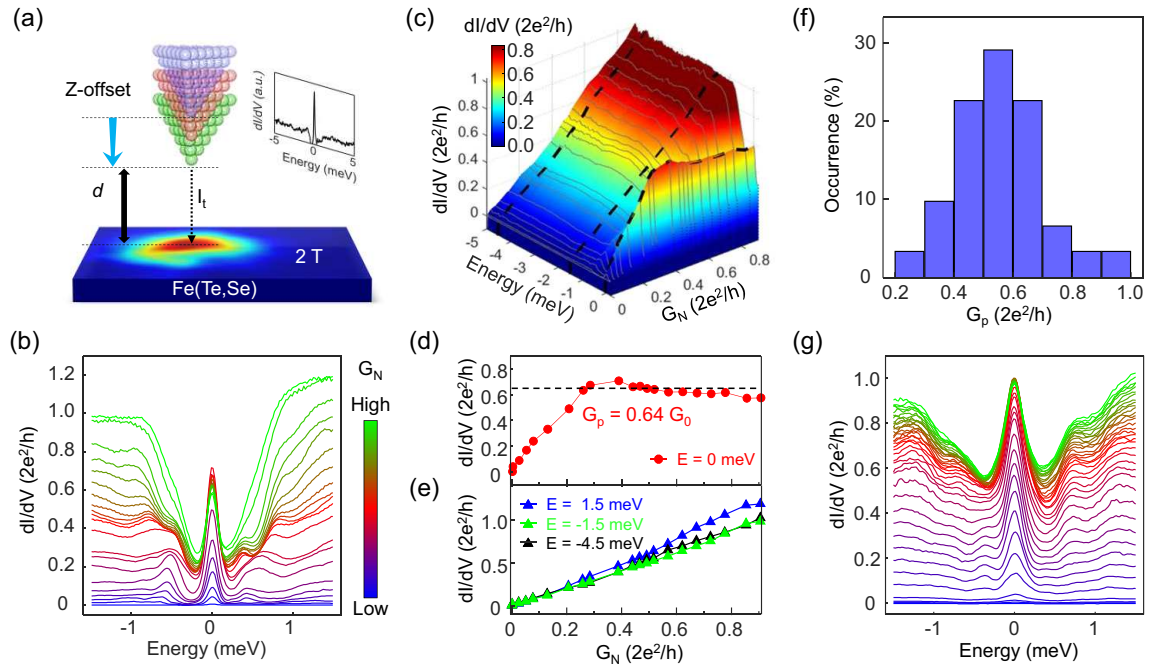 (a)
Z-offset
d
I_t
2 T
Fe(Te,Se)
dI/dV (a.u.)
-5
0
5
Energy (meV)
(b)
dI/dV (2e²/h)
1.2
1.0
0.8
0.6
0.4
0.2
0
-1
0
1
Energy (meV)
G_N
High
Low
(c)
dI/dV (2e²/h)
0.8
0.6
0.4
0.2
0.0
dI/dV (2e²/h)
1
0.8
0.6
0.4
0.2
0
-5
-4
-3
-2
-1
0
Energy (meV)
0
0.2
0.4
0.6
0.8
G_N (2e²/h)
(d)
dI/dV (2e²/h)
0.8
0.6
0.4
0.2
0
G_p = 0.64 G_0
E = 0 meV
(e)
dI/dV (2e²/h)
1.0
0.5
0
E = 1.5 meV
E = -1.5 meV
E = -4.5 meV
0
0.2
0.4
0.6
0.8
G_N (2e²/h)
(f)
Occurrence (%)
30
20
10
0
0.2
0.4
0.6
0.8
1.0
G_p (2e²/h)
(g)
dI/dV (2e²/h)
1.0
0.8
0.6
0.4
0.2
0
-1
0
1
Energy (meV)